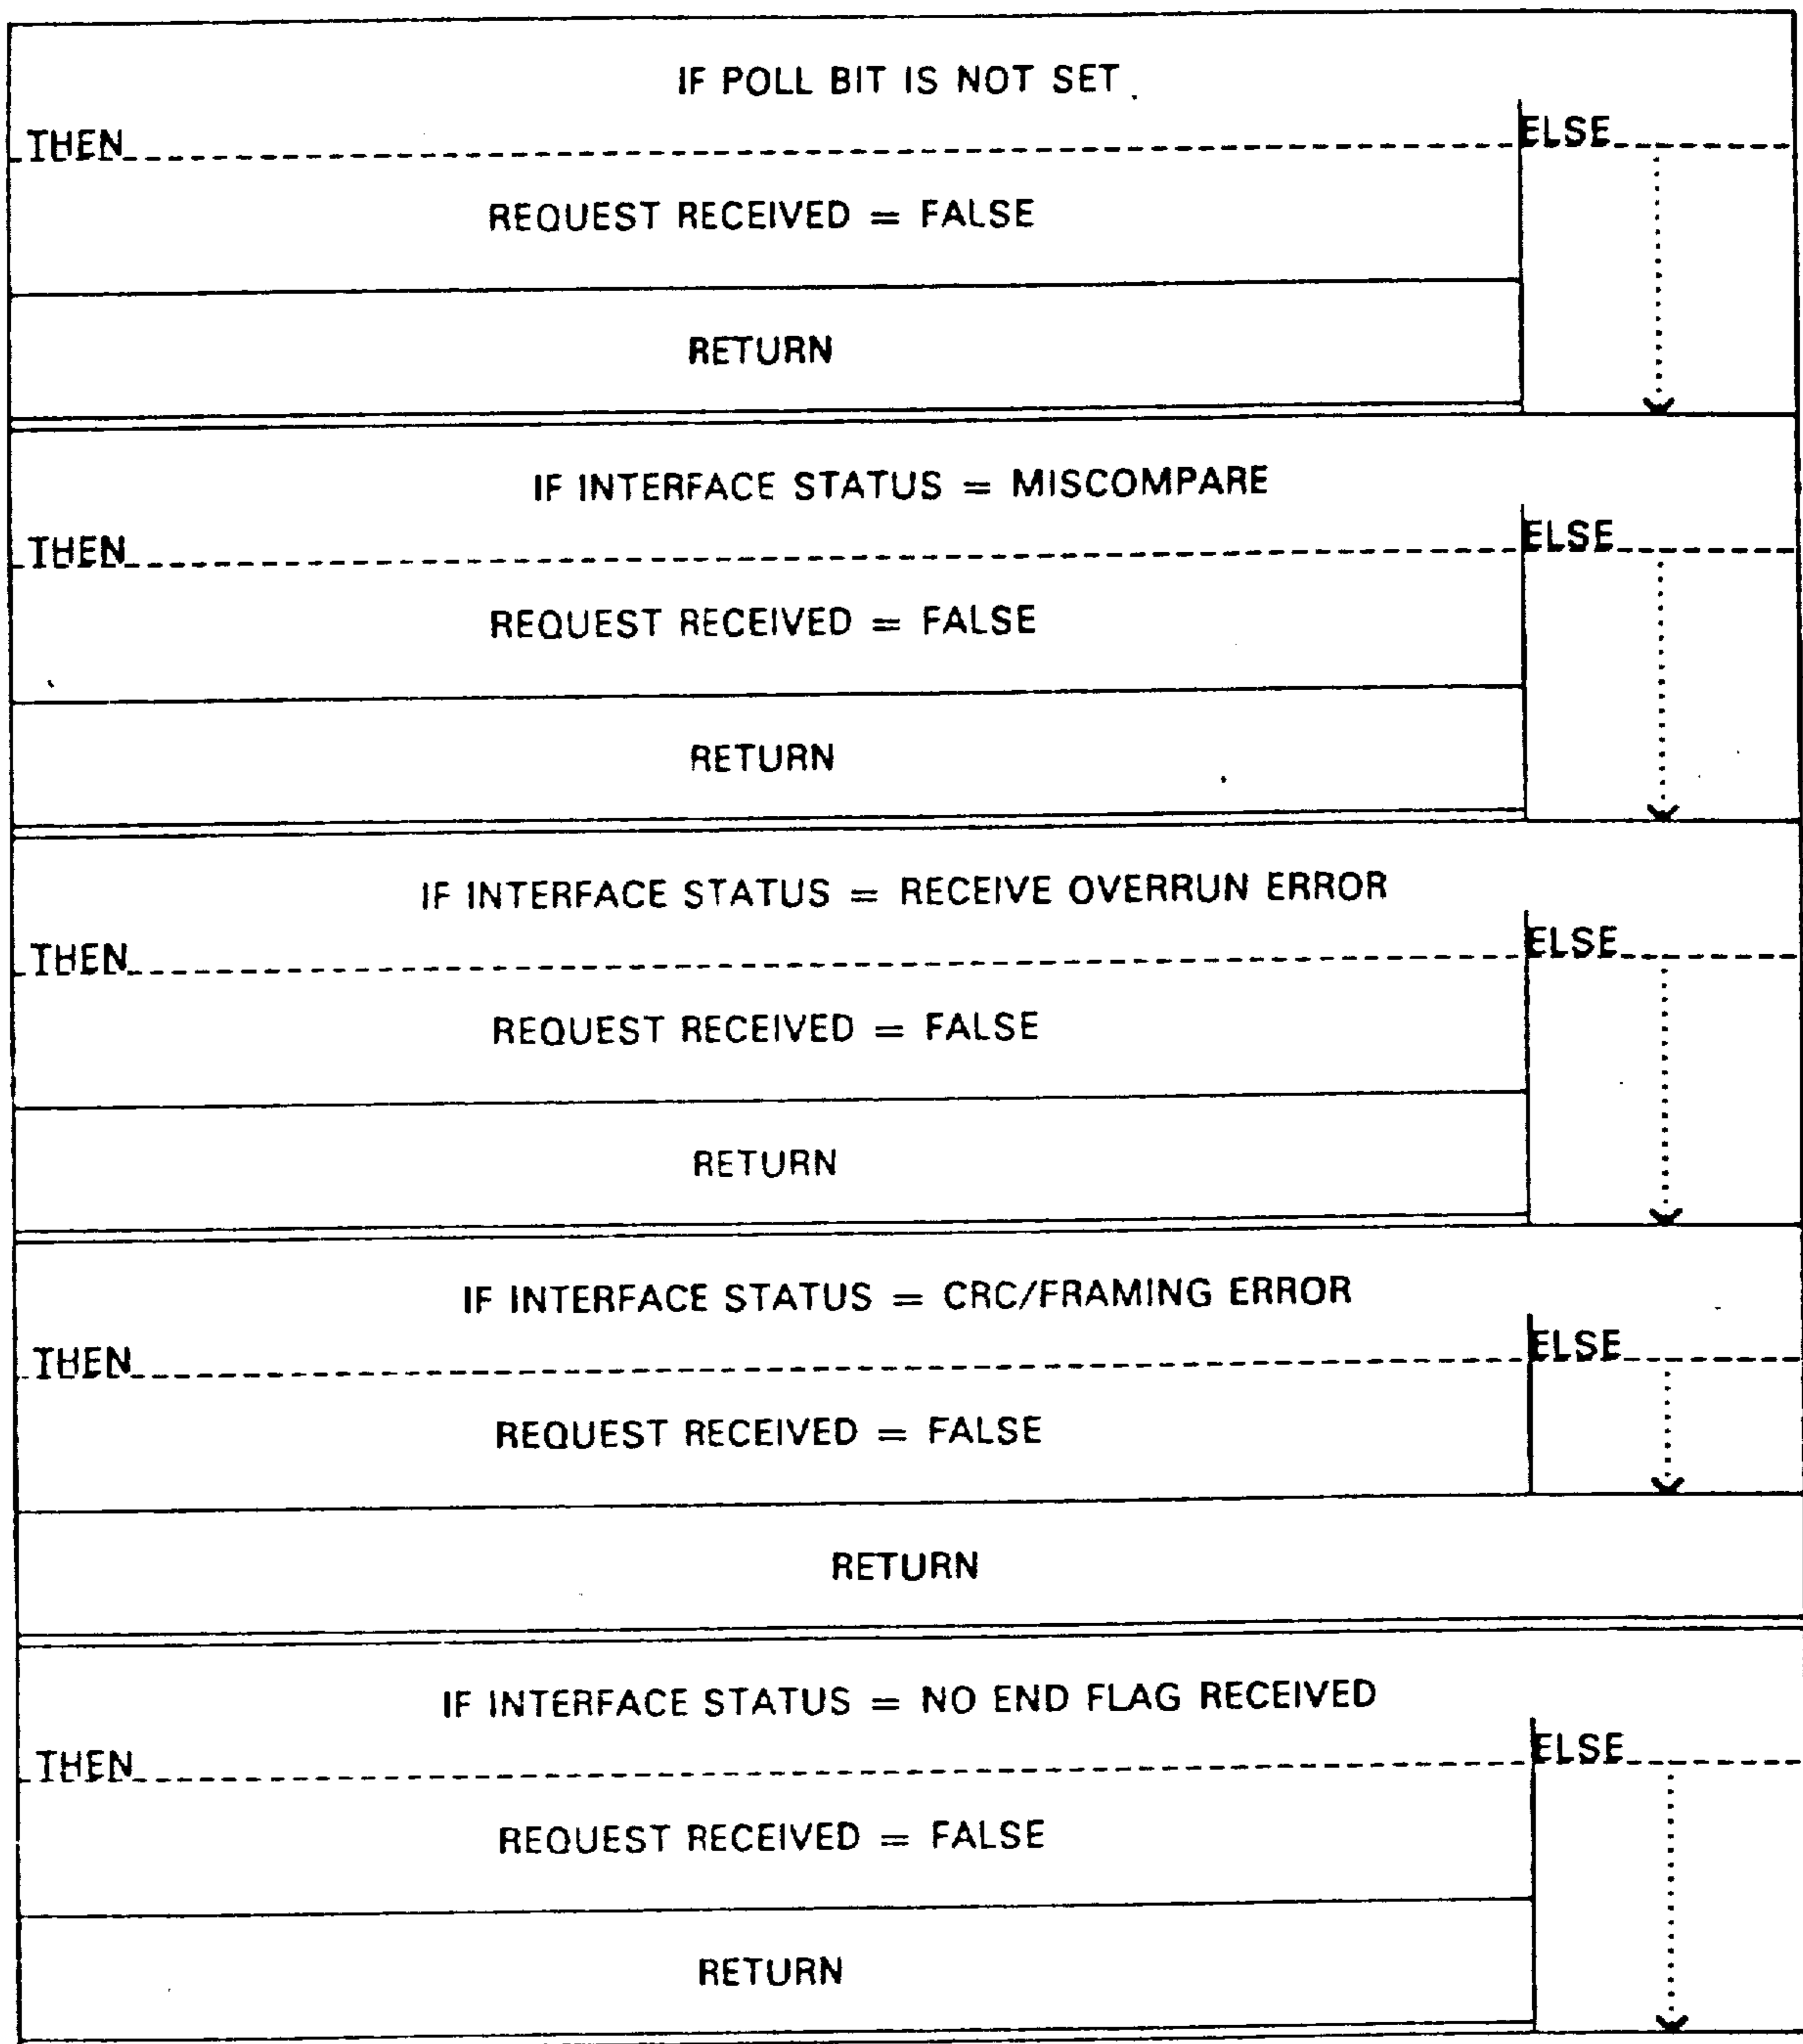 IF POLL BIT IS NOT SET
THEN ELSE
REQUEST RECEIVED = FALSE
RETURN
IF INTERFACE STATUS = MISCOMPARE
THEN ELSE
REQUEST RECEIVED = FALSE
RETURN
IF INTERFACE STATUS = RECEIVE OVERRUN ERROR
THEN ELSE
REQUEST RECEIVED = FALSE
RETURN
IF INTERFACE STATUS = CRC/FRAMING ERROR
THEN ELSE
REQUEST RECEIVED = FALSE
RETURN
IF INTERFACE STATUS = NO END FLAG RECEIVED
THEN ELSE
REQUEST RECEIVED = FALSE
RETURN